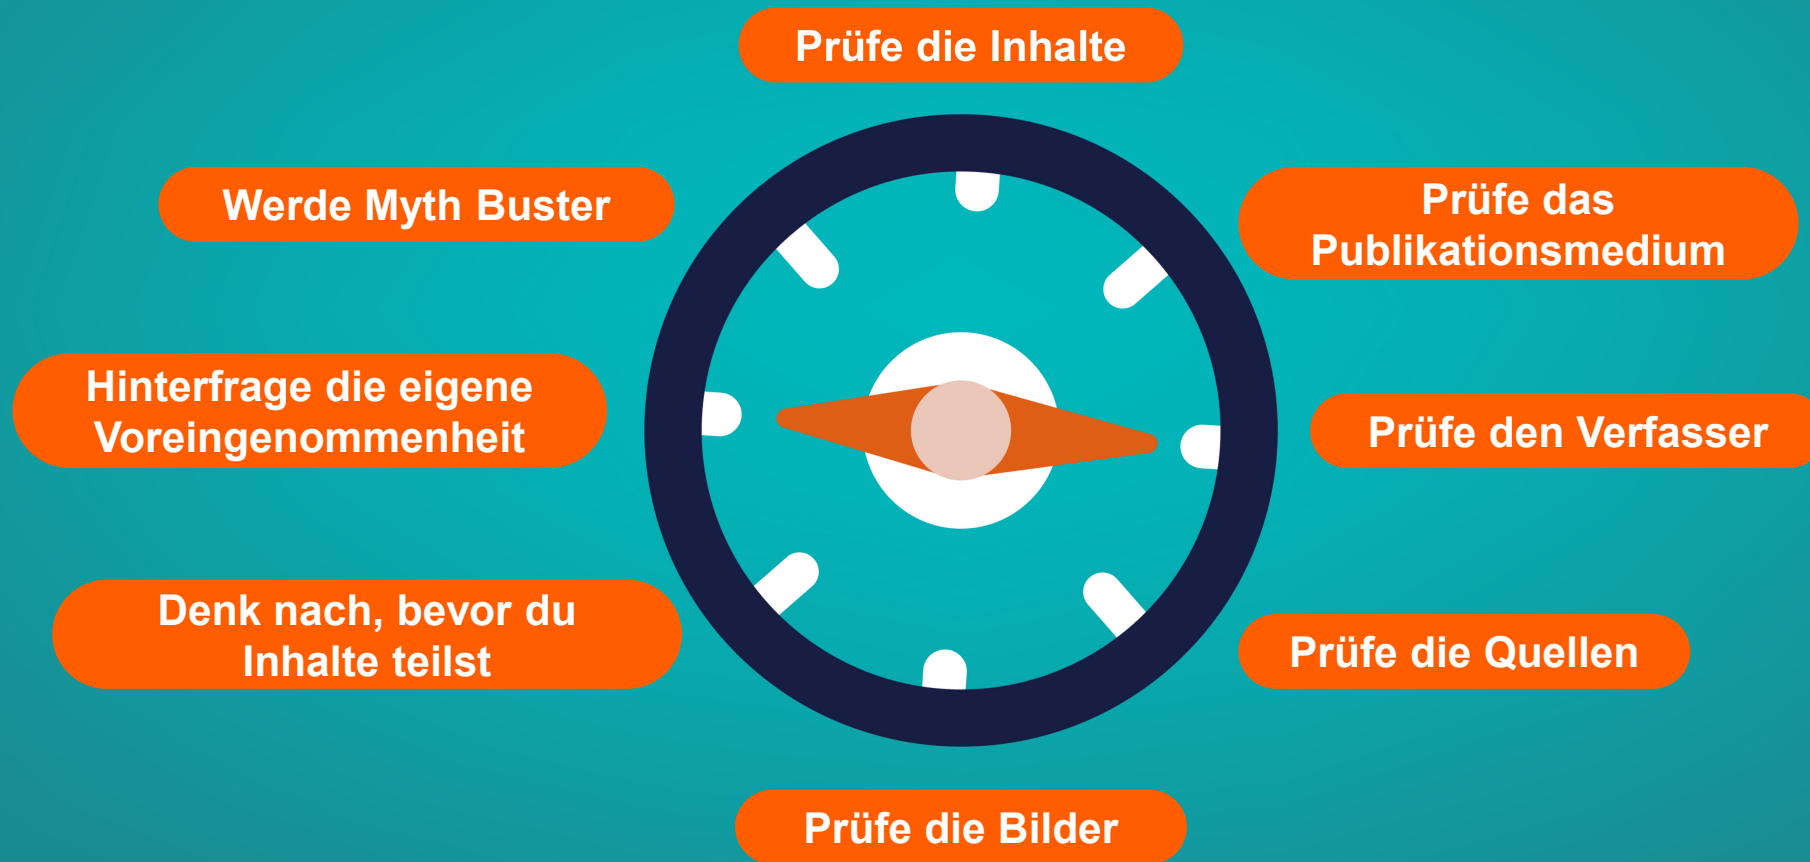 Prüfe die Inhalte
Prüfe das
Publikationsmedium
Prüfe den Verfasser
Prüfe die Quellen
Prüfe die Bilder
Denk nach, bevor du
Inhalte teilst
Hinterfrage die eigene
Voreingenommenheit
Werde Myth Buster